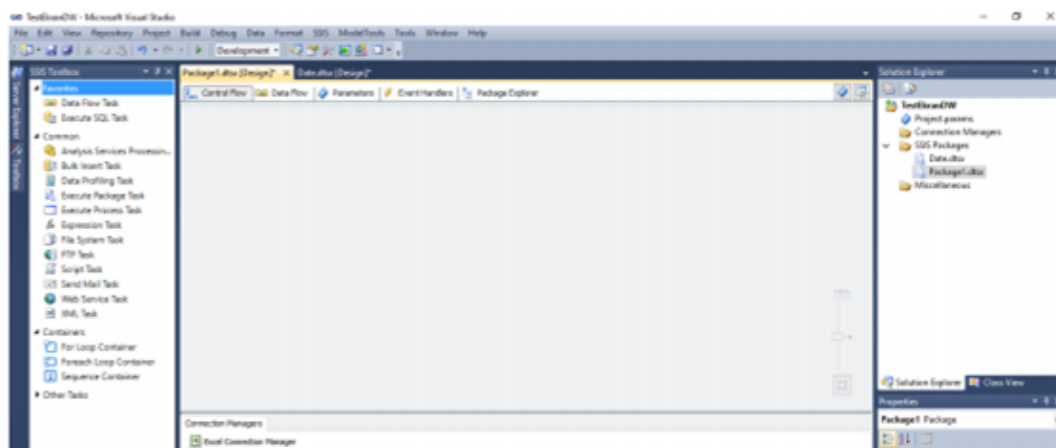 TestEkranDW - Microsoft Visual Studio
File Edit View Repository Project Build Debug Data Format SSIS ModelTools Tools Window Help
Development
SSIS Toolbox
Package1.dtsx [Design]* Date.dtsx [Design]*
Solution Explorer
Server Explorer
Toolbox
Favorites
Data Flow Task
Execute SQL Task
Common
Analysis Services Processin...
Bulk Insert Task
Data Profiling Task
Execute Package Task
Execute Process Task
Expression Task
File System Task
FTP Task
Script Task
Send Mail Task
Web Service Task
XML Task
Containers
For Loop Container
Foreach Loop Container
Sequence Container
Other Tasks
Control Flow Data Flow Parameters Event Handlers Package Explorer
Connection Managers
Excel Connection Manager
TestEkranDW
Project.params
Connection Managers
SSIS Packages
Date.dtsx
Package1.dtsx
Miscellaneous
Solution Explorer Class View
Properties
Package1 Package